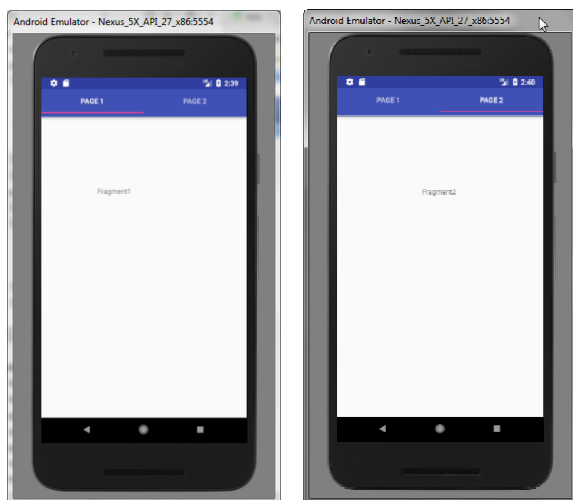 Android Emulator - Nexus_5X_API_27_x86:5554
2:39
PAGE 1 PAGE 2
Fragment1
Android Emulator - Nexus_5X_API_27_x86:5554
2:40
PAGE 1 PAGE 2
Fragment2